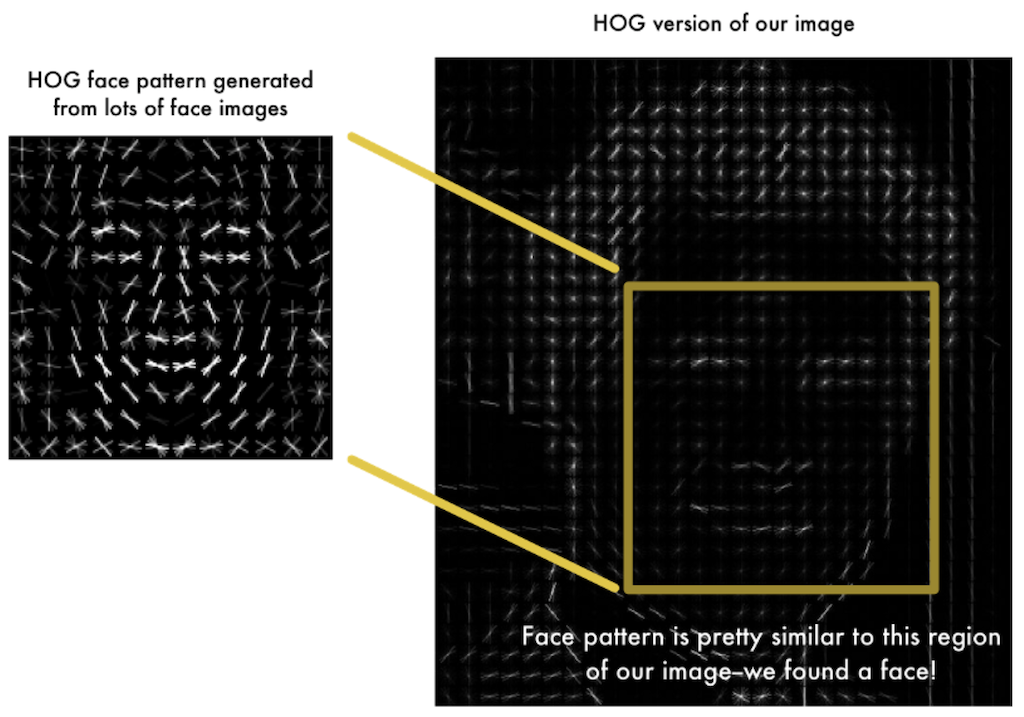 HOG version of our image
HOG face pattern generated
from lots of face images
Face pattern is pretty similar to this region
of our image–we found a face!